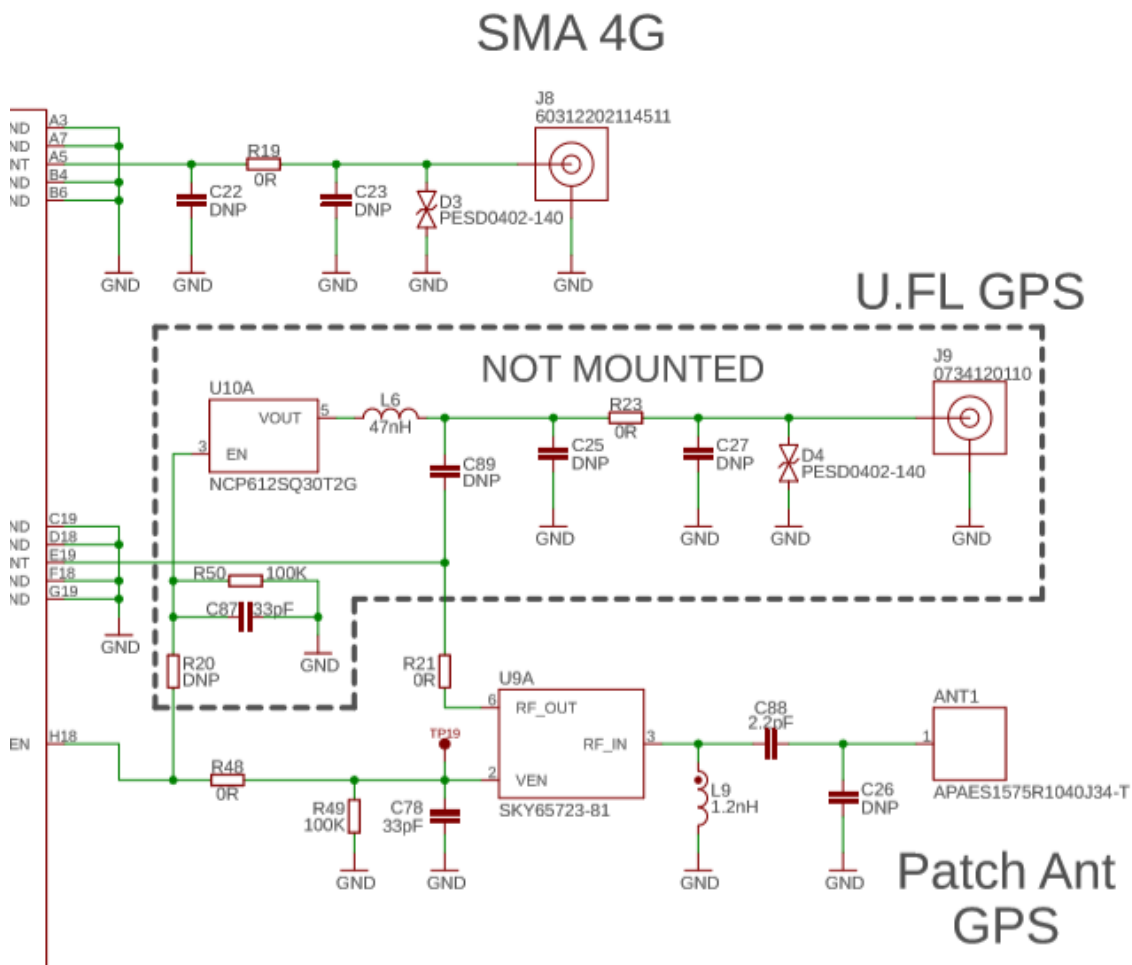 SMA 4G
J8
60312202114511
ND A3
ND A7
NT A5
ND B4
ND B6
R19
0R
C22
DNP
C23
DNP
D3
PESD0402-140
GND GND GND GND GND
U.FL GPS
NOT MOUNTED
J9
0734120110
U10A
VOUT 5
3 EN
NCP612SQ30T2G
L6
47nH
R23
0R
C89
DNP
C25
DNP
C27
DNP
D4
PESD0402-140
GND GND GND GND
ND C19
ND D18
NT E19
ND F18
ND G19
GND
R50 100K
C87 33pF
GND
R20
DNP
R21
0R
U9A
6 RF_OUT
RF_IN 3
2 VEN
SKY65723-81
C88
2.2pF
ANT1
1
APAES1575R1040J34-T
EN H18
TP19
R48
0R
R49
100K
C78
33pF
L9
1.2nH
C26
DNP
GND GND GND GND
Patch Ant
GPS